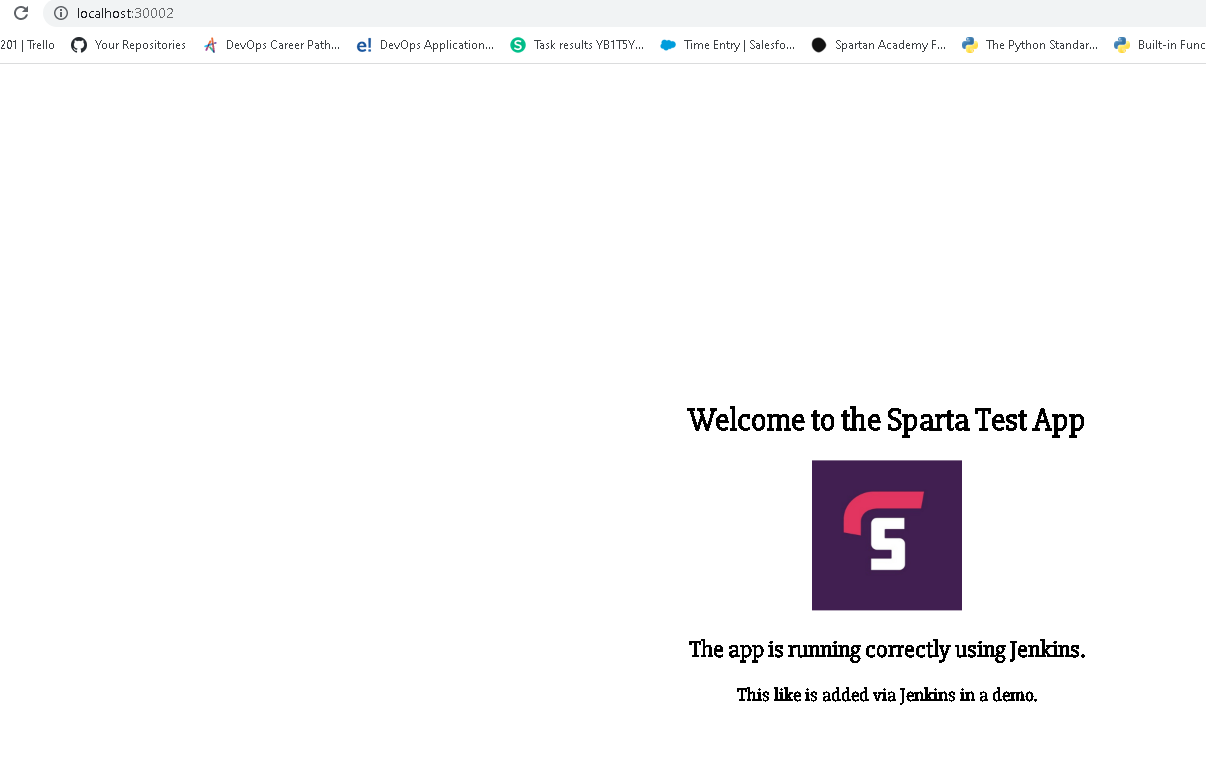 localhost:30002
201 | Trello
Your Repositories
DevOps Career Path...
e!
DevOps Application...
S
Task results YB1T5Y...
Time Entry | Salesfo...
Spartan Academy F...
The Python Standar...
Built-in Func
Welcome to the Sparta Test App
S
The app is running correctly using Jenkins.
This like is added via Jenkins in a demo.